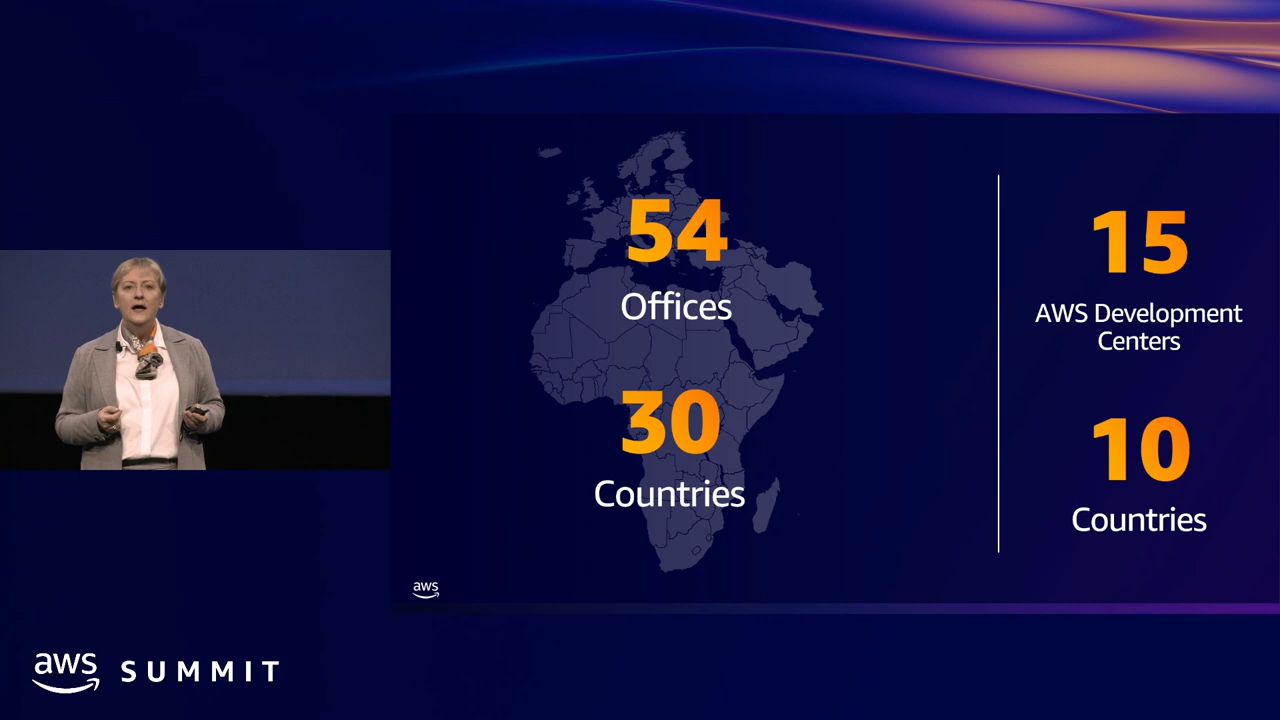 54
Offices
30
Countries
15
AWS Development
Centers
10
Countries
aws
aws SUMMIT